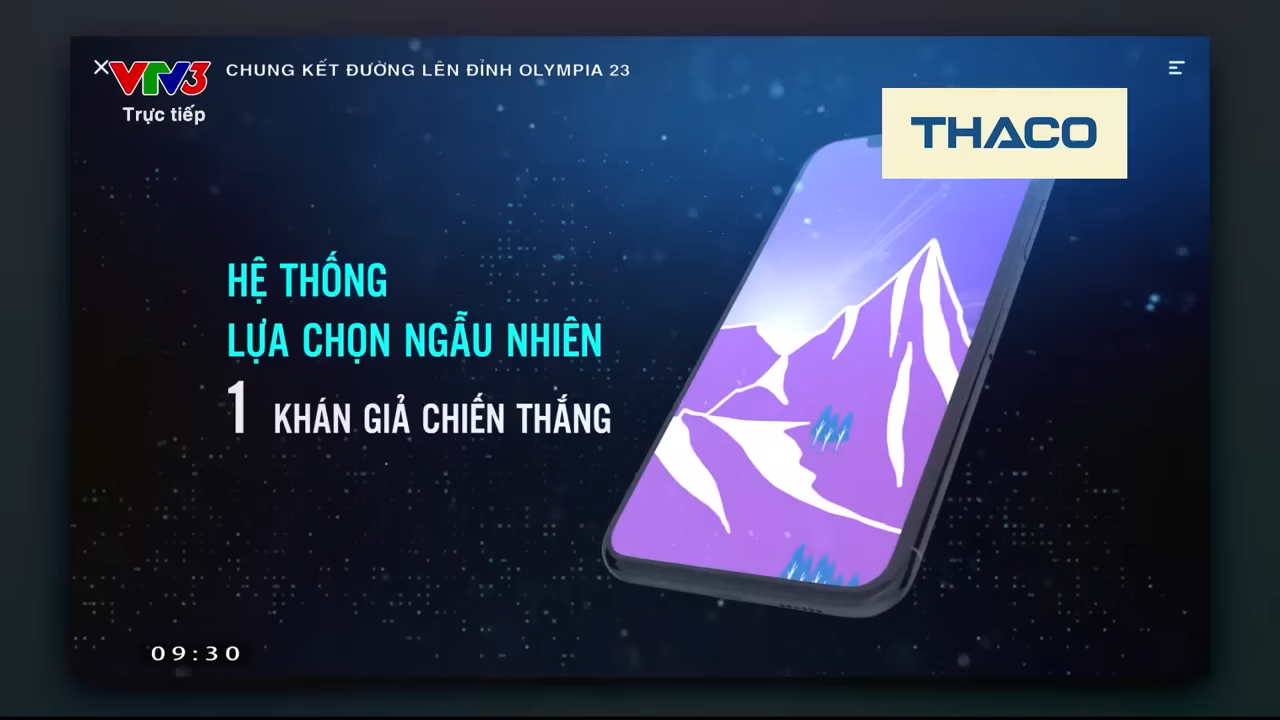 VTV3
CHUNG KẾT ĐƯỜNG LÊN ĐỈNH OLYMPIA 23
Trực tiếp
THACO
HỆ THỐNG
LỰA CHỌN NGẪU NHIÊN
1 KHÁN GIẢ CHIẾN THẮNG
09:30